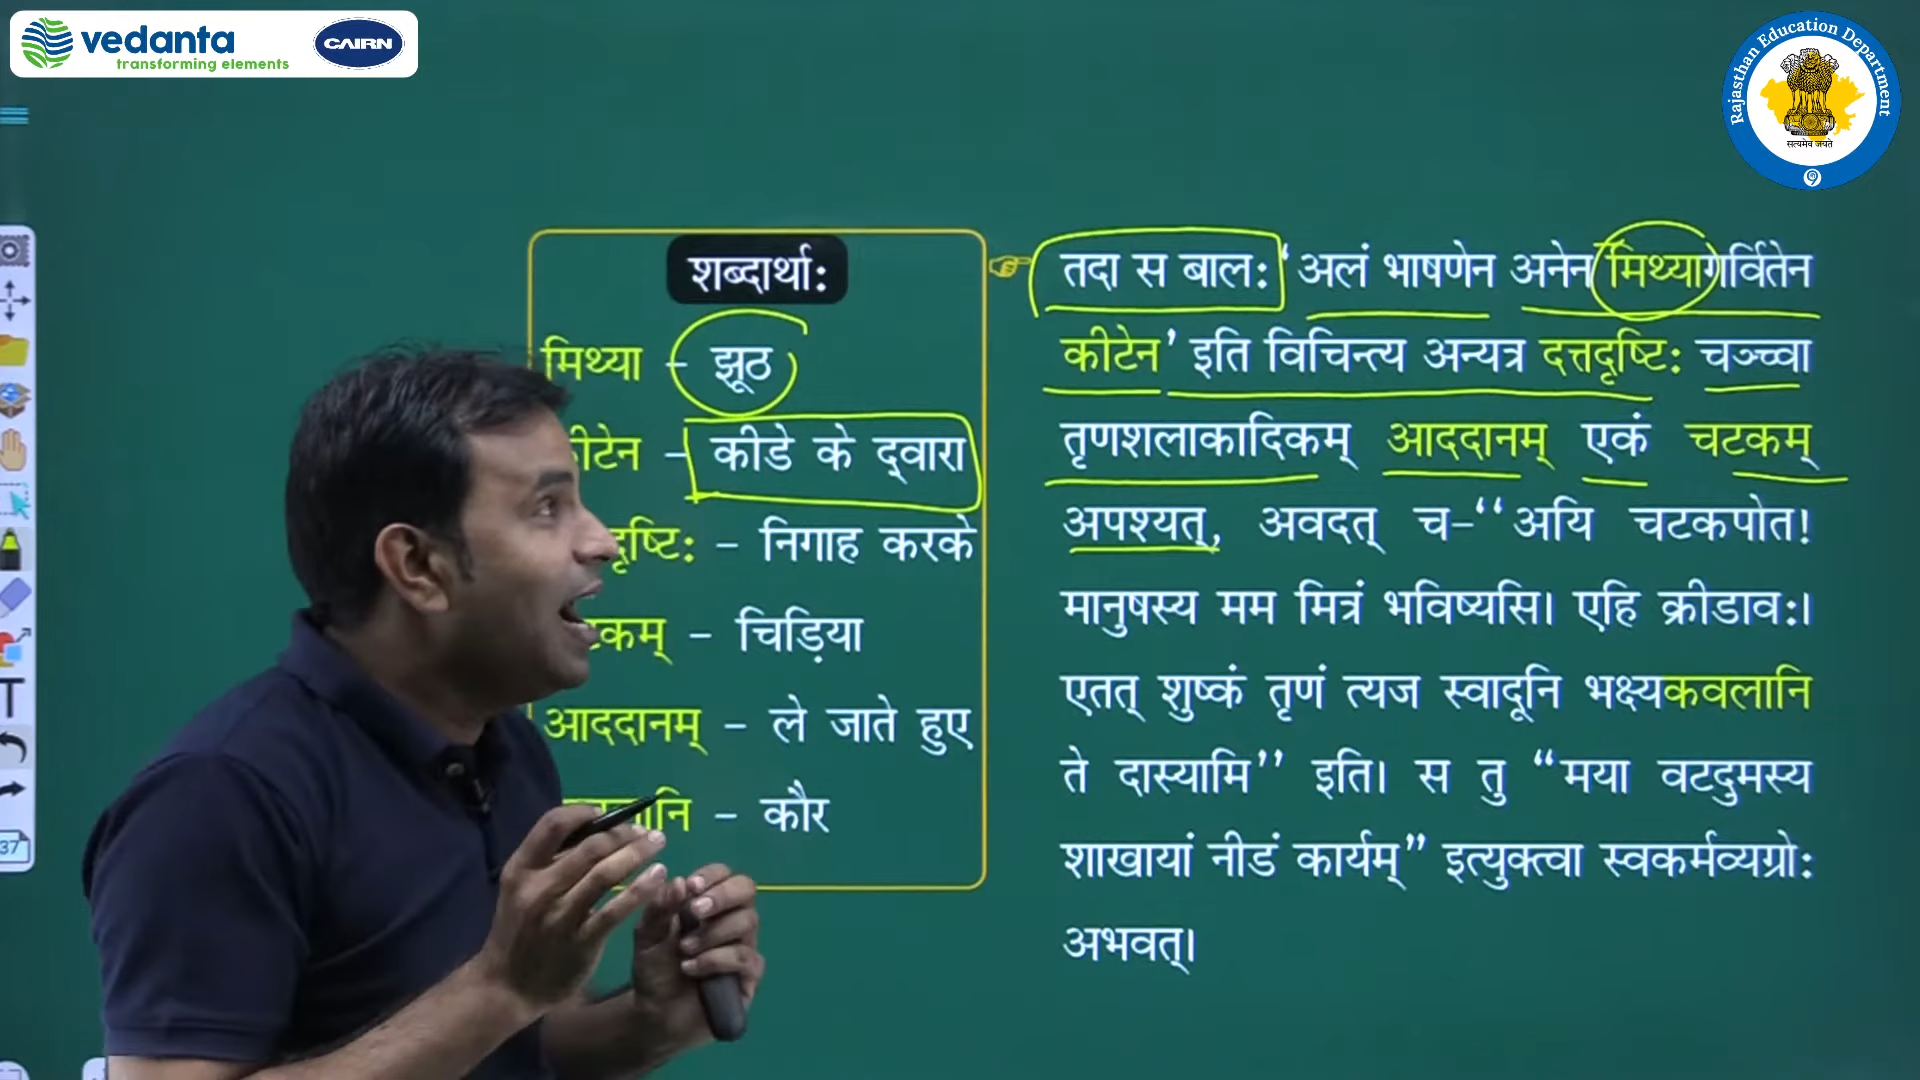 vedanta
transforming elements
CAIRN
Rajasthan Education Department
सत्यमेव जयते
37
शब्दार्थाः
मिथ्या – झूठ
– कीडे के द्वारा
– निगाह करके
– चिड़िया
आददानम् – ले जाते हुए
– कौर
तदा स बालः ‘अलं भाषणेन अनेन मिथ्यागर्वितेन
कीटेन’ इति विचिन्त्य अन्यत्र दत्तदृष्टिः चञ्च्वा
तृणशलाकादिकम् आददानम् एकं चटकम्
अपश्यत्, अवदत् च–“अयि चटकपोत!
मानुषस्य मम मित्रं भविष्यसि। एहि क्रीडावः।
एतत् शुष्कं तृणं त्यज स्वादूनि भक्ष्यकवलानि
ते दास्यामि’’ इति। स तु “मया वटदुमस्य
शाखायां नीडं कार्यम्” इत्युक्त्वा स्वकर्मव्यग्रोः
अभवत्।